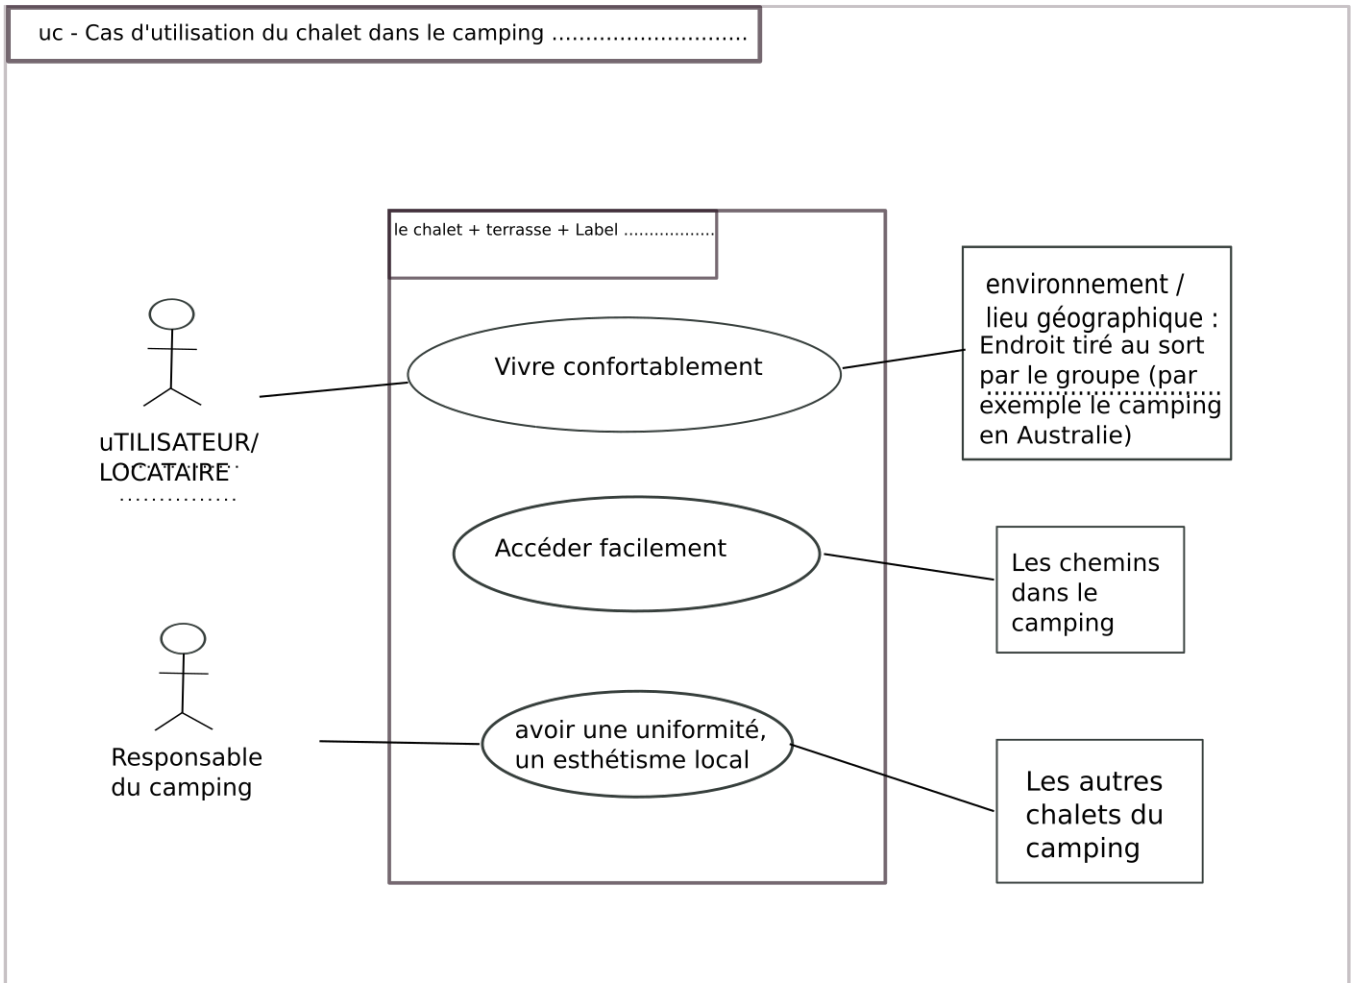 uc - Cas d'utilisation du chalet dans le camping .............................
le chalet + terrasse + Label ..................
environnement /
lieu géographique :
Endroit tiré au sort
par le groupe (par
exemple le camping
en Australie)
Vivre confortablement
uTILISATEUR/
LOCATAIRE
...............
Accéder facilement
Les chemins
dans le
camping
avoir une uniformité,
un esthétisme local
Responsable
du camping
Les autres
chalets du
camping